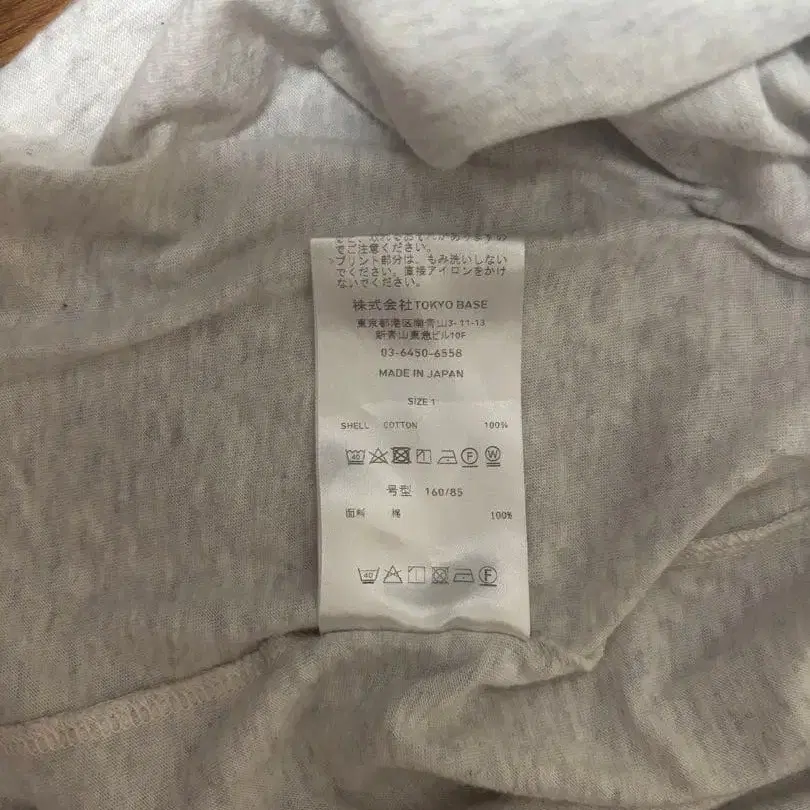 でご注意ください。
・プリント部分は、もみ洗いしない
でください。直接アイロンをかけ
ないでください。
株式会社TOKYO BASE
東京都港区南青山3-11-13
新青山東急ビル10F
03-6450-6558
MADE IN JAPAN
SIZE 1
SHELL COTTON 100%
40 F W
号型 160/85
面料 棉 100%
40 F